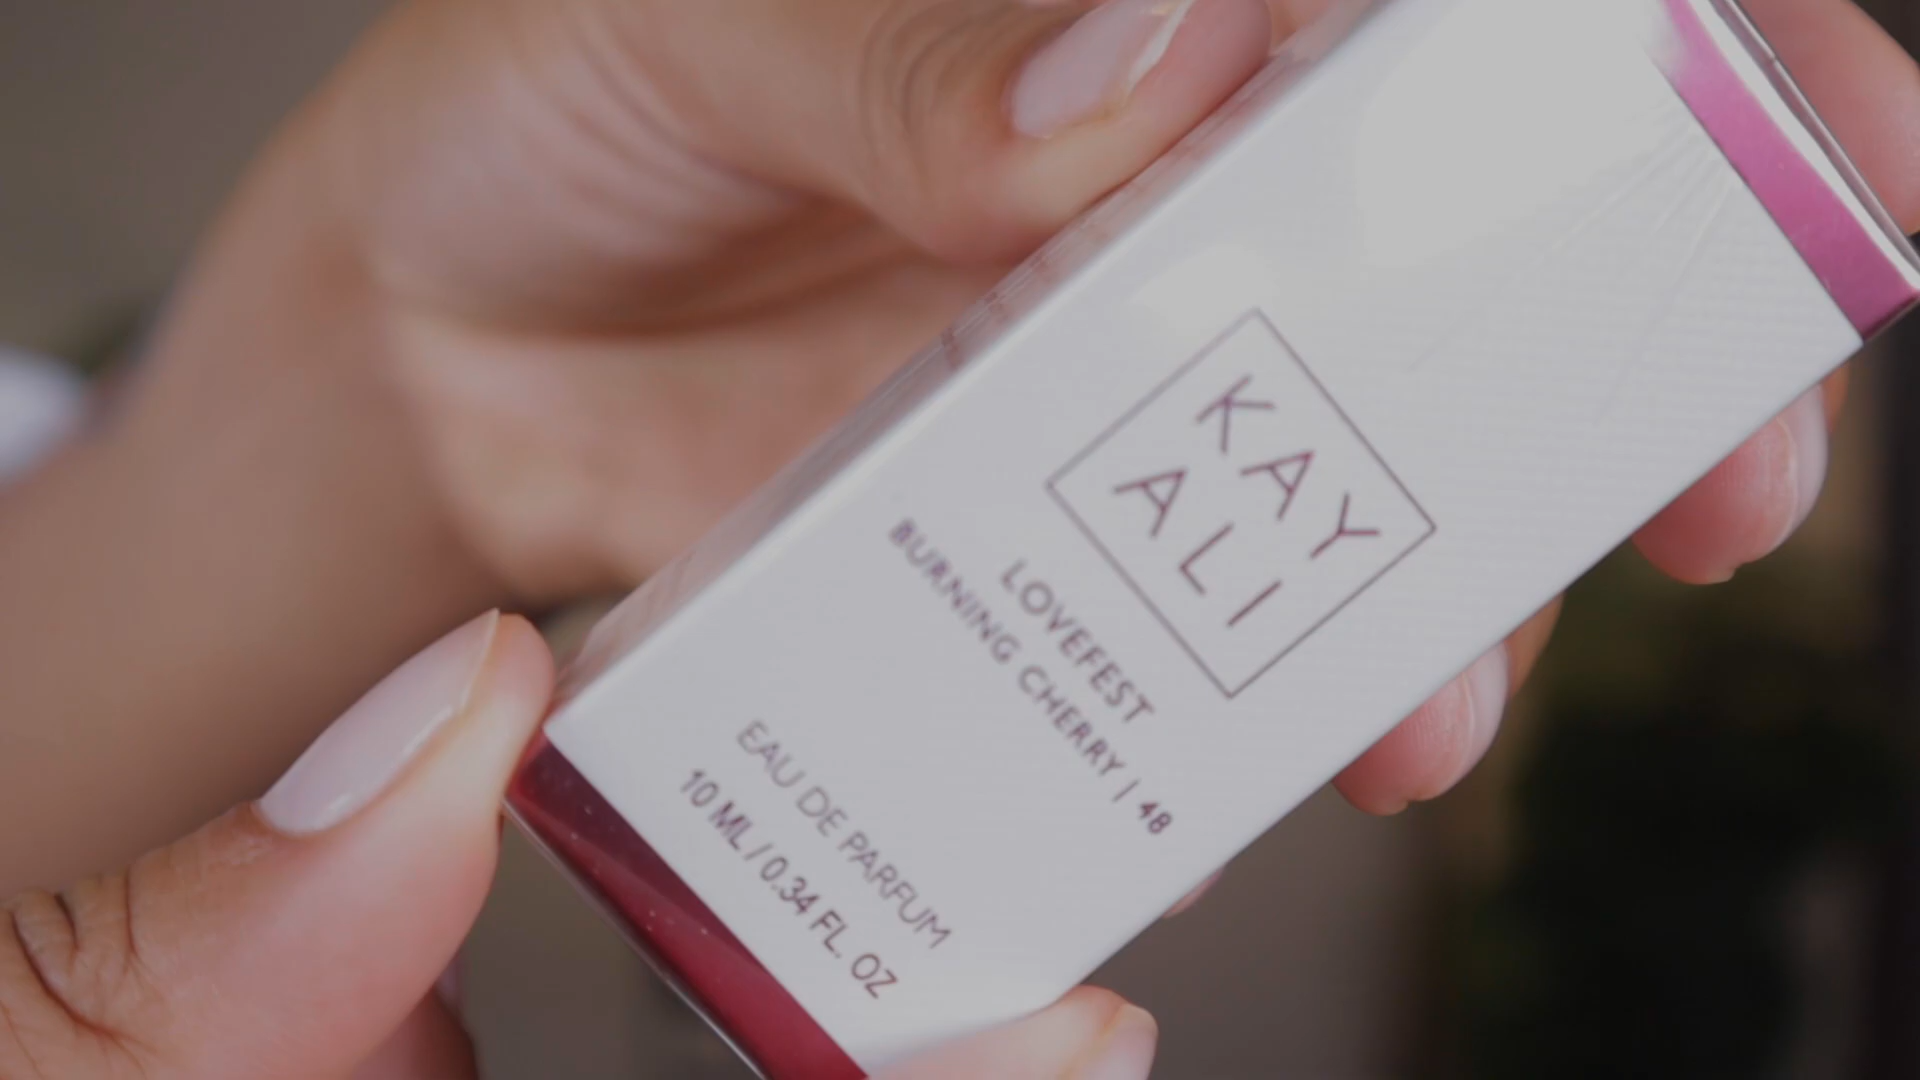 KAY
ALI
LOVEFEST
BURNING CHERRY | 48
EAU DE PARFUM
10 ML / 0.34 FL. OZ